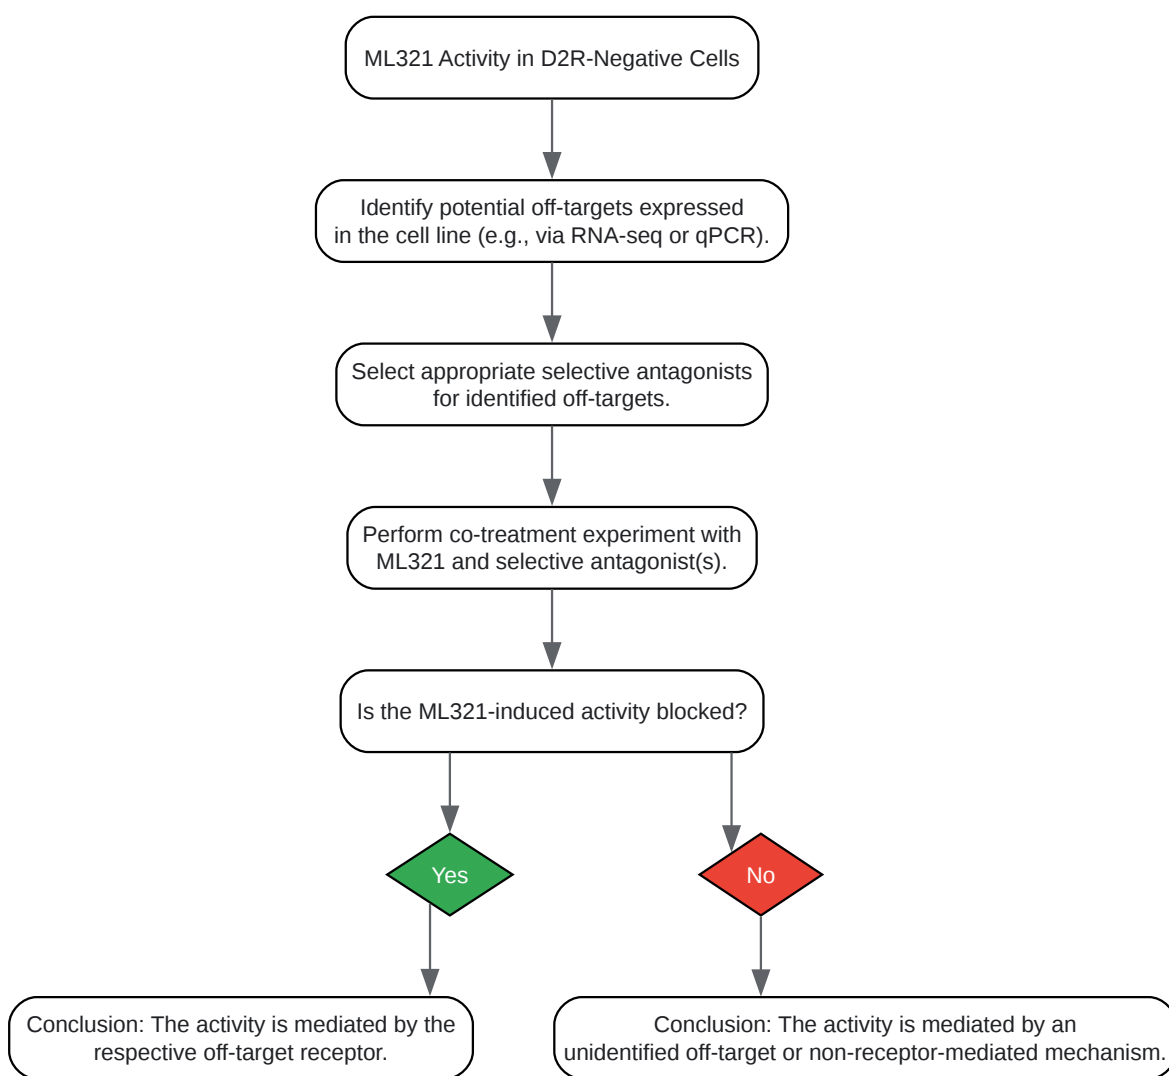 ML321 Activity in D2R-Negative Cells
Identify potential off-targets expressed
in the cell line (e.g., via RNA-seq or qPCR).
Select appropriate selective antagonists
for identified off-targets.
Perform co-treatment experiment with
ML321 and selective antagonist(s).
Is the ML321-induced activity blocked?
Yes
No
Conclusion: The activity is mediated by the
respective off-target receptor.
Conclusion: The activity is mediated by an
unidentified off-target or non-receptor-mediated mechanism.